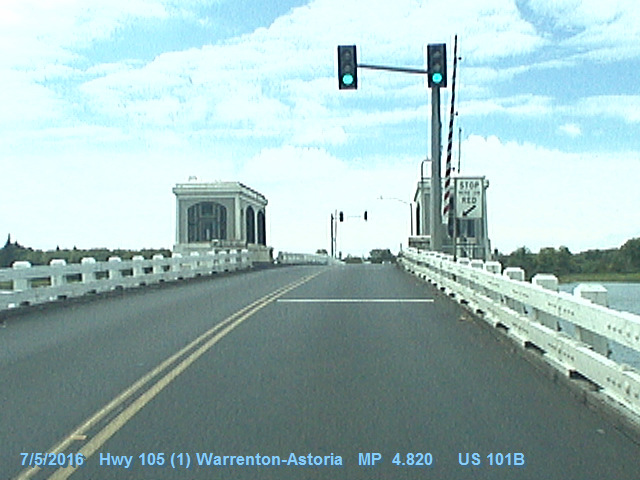 STOP
HERE ON
RED
7/5/2016 Hwy 105 (1) Warrenton-Astoria MP 4.820 US 101B